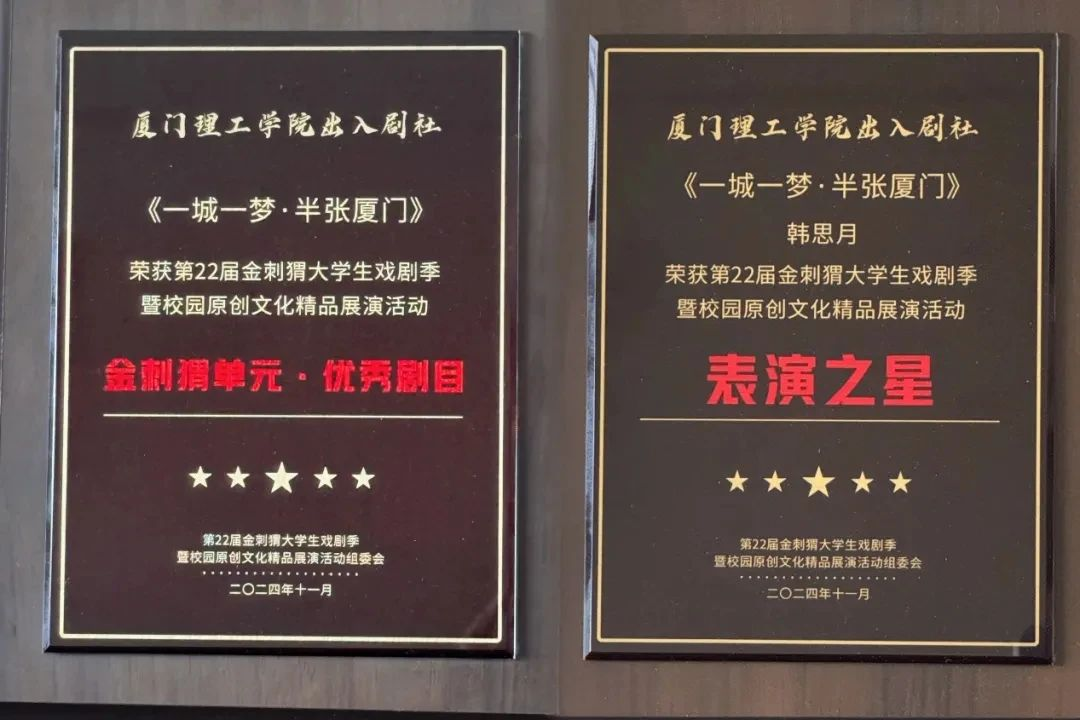 厦门理工学院出入剧社
《一城一梦·半张厦门》
荣获第22届金刺猬大学生戏剧季
暨校园原创文化精品展演活动
金刺猬单元·优秀剧目
第22届金刺猬大学生戏剧季
暨校园原创文化精品展演活动组委会
二〇二四年十一月
厦门理工学院出入剧社
《一城一梦·半张厦门》
韩思月
荣获第22届金刺猬大学生戏剧季
暨校园原创文化精品展演活动
表演之星
第22届金刺猬大学生戏剧季
暨校园原创文化精品展演活动组委会
二〇二四年十一月